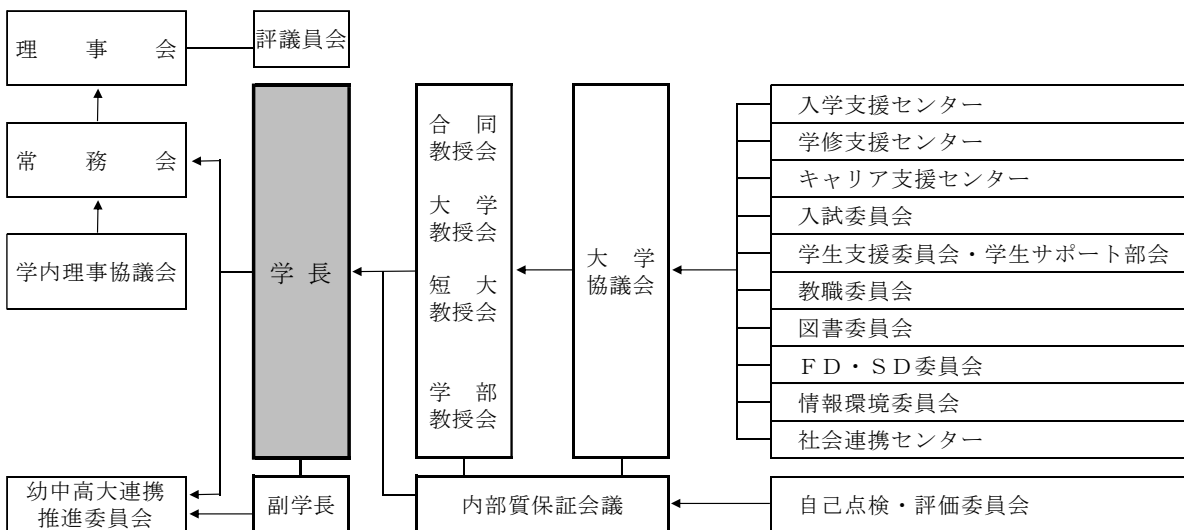 理事会
評議員会
常務会
学内理事協議会
幼中高大連携
推進委員会
学長
副学長
合同
教授会
大学
教授会
短大
教授会
学部
教授会
大学
協議会
内部質保証会議
入学支援センター
学修支援センター
キャリア支援センター
入試委員会
学生支援委員会・学生サポート部会
教職委員会
図書委員会
ＦＤ・ＳＤ委員会
情報環境委員会
社会連携センター
自己点検・評価委員会